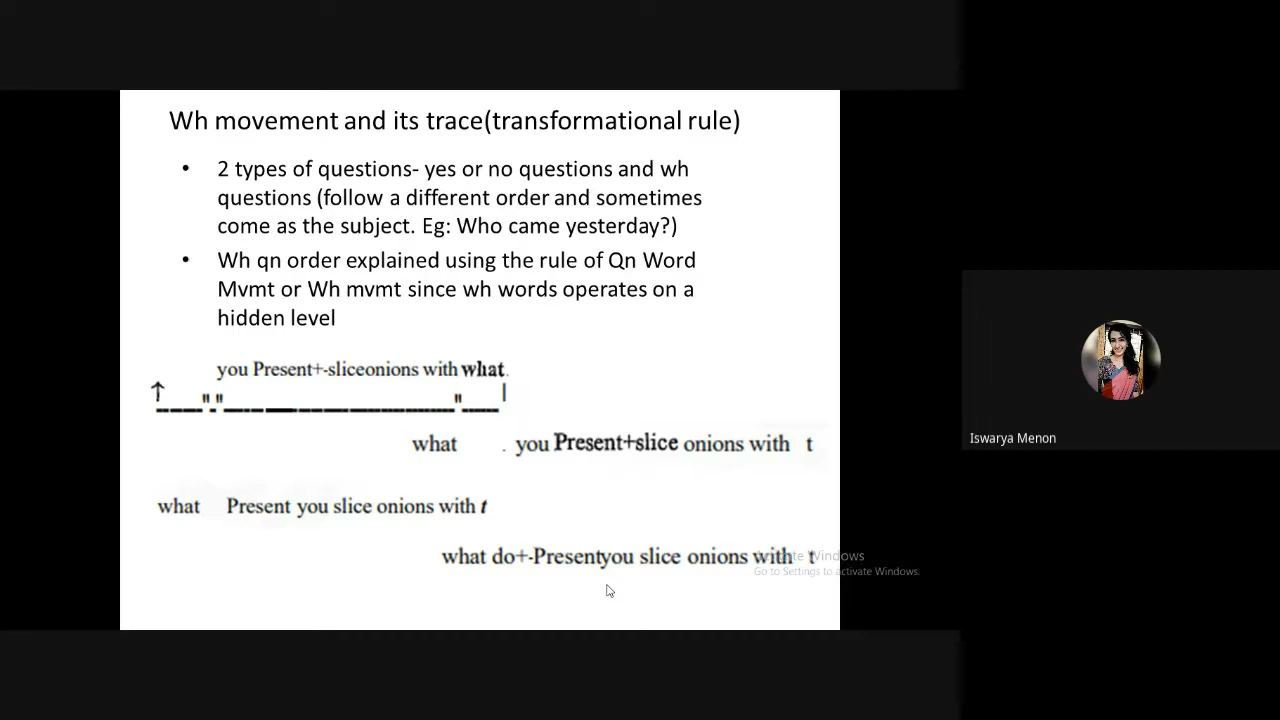 Wh movement and its trace(transformational rule)
• 2 types of questions- yes or no questions and wh
questions (follow a different order and sometimes
come as the subject. Eg: Who came yesterday?)
• Wh qn order explained using the rule of Qn Word
Mvmt or Wh mvmt since wh words operates on a
hidden level
you Present+-sliceonions with what.
what . you Present+slice onions with t
what Present you slice onions with t
what do+-Presentyou slice onions with t
Activate Windows
Go to Settings to activate Windows.
Iswarya Menon